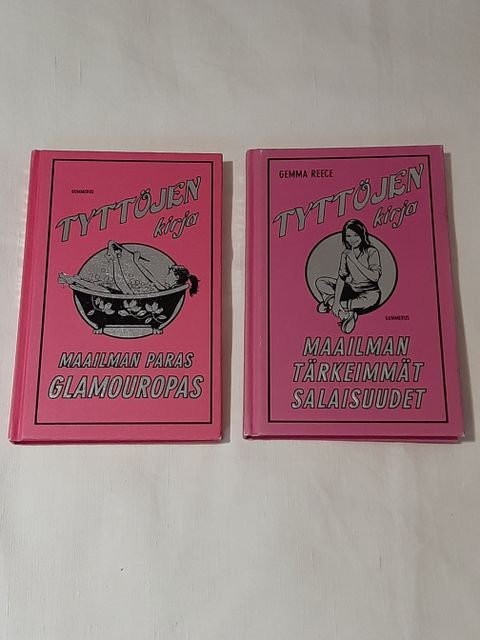 GUMMERUS
TYTTÖJEN
kirja
MAAILMAN PARAS
GLAMOUROPAS
GEMMA REECE
TYTTÖJEN
kirja
GUMMERUS
MAAILMAN
TÄRKEIMMÄT
SALAISUUDET